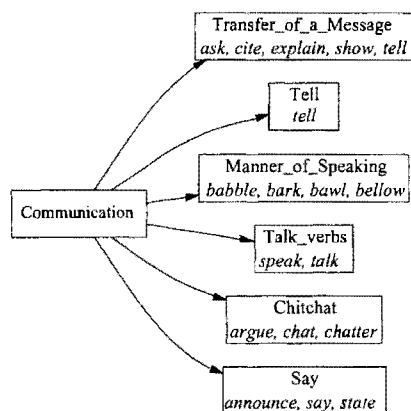 Transfer_of_a_Message
ask, cite, explain, show, tell
Tell
tell
Manner_of_Speaking
babble, bark, bawl, bellow
Communication
Talk_verbs
speak, talk
Chitchat
argue, chat, chatter
Say
announce, say, state